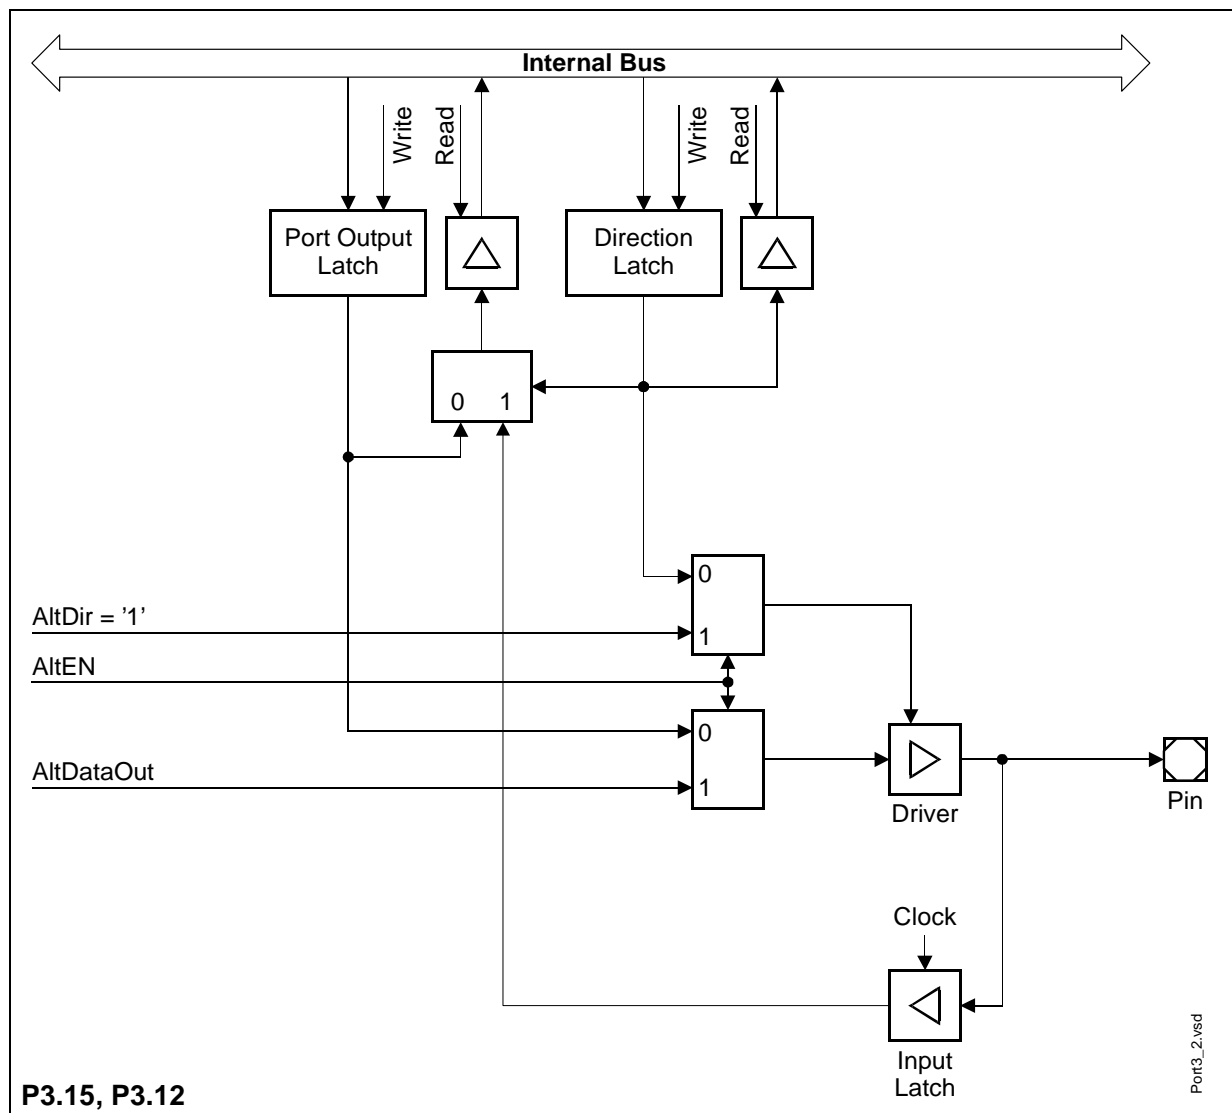 Internal Bus
Write
Read
Write
Read
Port Output
Latch
Direction
Latch
0 1
0
AltDir = '1'
1
AltEN
0
AltDataOut
1
Driver
Pin
Clock
Input
Latch
Port3_2.vsd
P3.15, P3.12